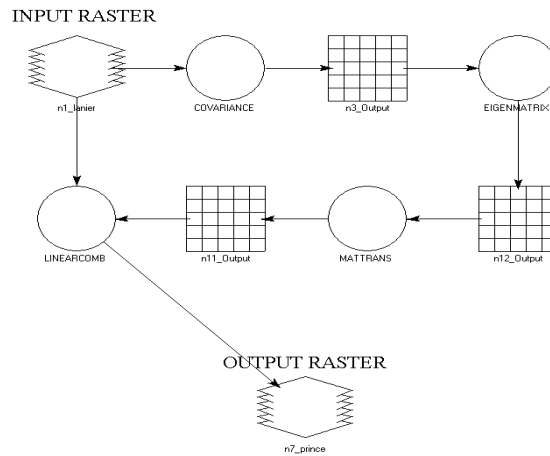 INPUT RASTER
n1_lanier
COVARIANCE
n3_Output
EIGENMATRIX
LINEARCOMB
n11_Output
MATTRANS
n12_Output
OUTPUT RASTER
n7_prince